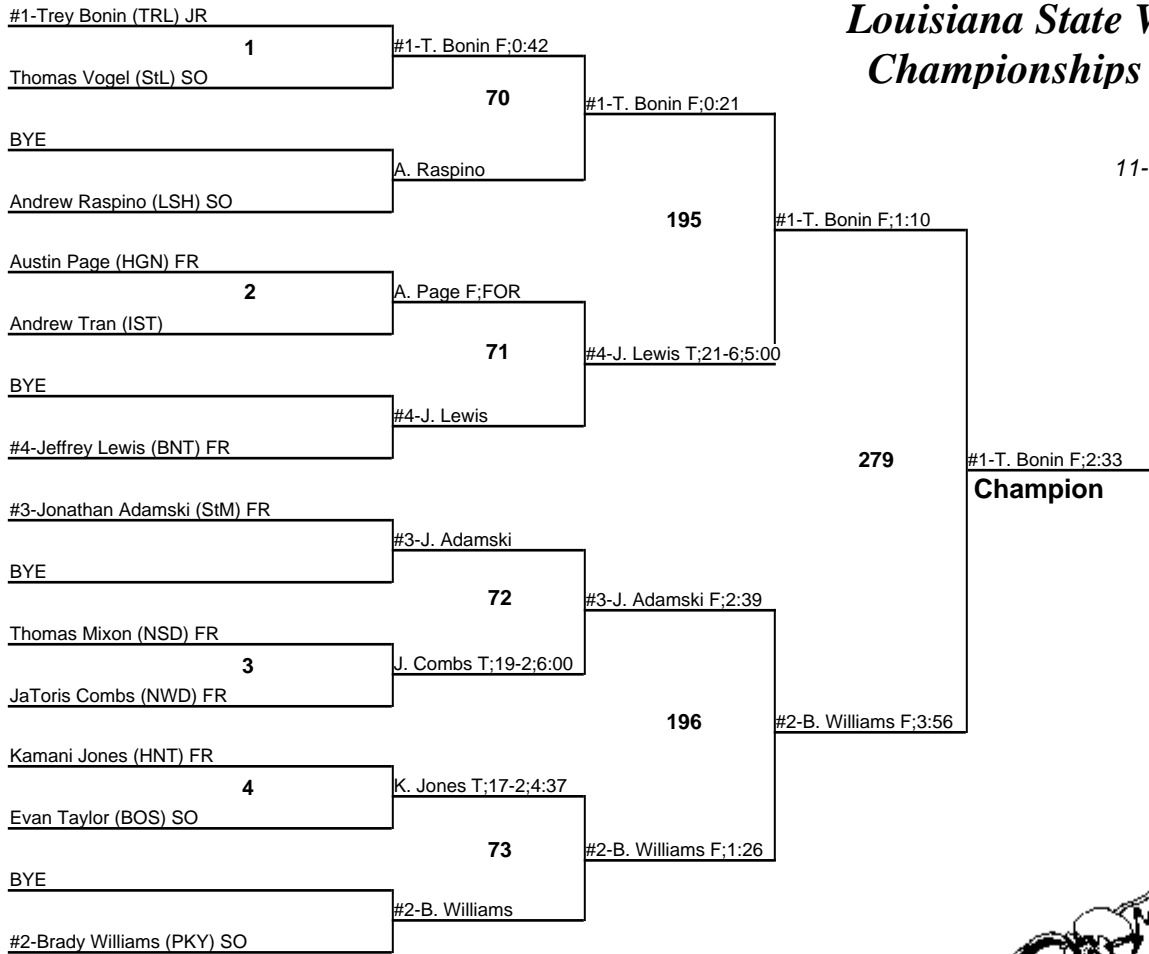 #1-Trey Bonin (TRL) JR
1
Thomas Vogel (StL) SO
BYE
Andrew Raspino (LSH) SO
Austin Page (HGN) FR
2
Andrew Tran (IST)
BYE
#4-Jeffrey Lewis (BNT) FR
#3-Jonathan Adamski (StM) FR
BYE
Thomas Mixon (NSD) FR
3
JaToris Combs (NWD) FR
Kamani Jones (HNT) FR
4
Evan Taylor (BOS) SO
BYE
#2-Brady Williams (PKY) SO
#1-T. Bonin F;0:42
70
A. Raspino
A. Page F;FOR
71
#4-J. Lewis
#3-J. Adamski
72
J. Combs T;19-2;6:00
K. Jones T;17-2;4:37
73
#2-B. Williams
#1-T. Bonin F;0:21
195
#4-J. Lewis T;21-6;5:00
#3-J. Adamski F;2:39
196
#2-B. Williams F;1:26
#1-T. Bonin F;1:10
279
#2-B. Williams F;3:56
#1-T. Bonin F;2:33
Champion
Louisiana State
Championships
11-